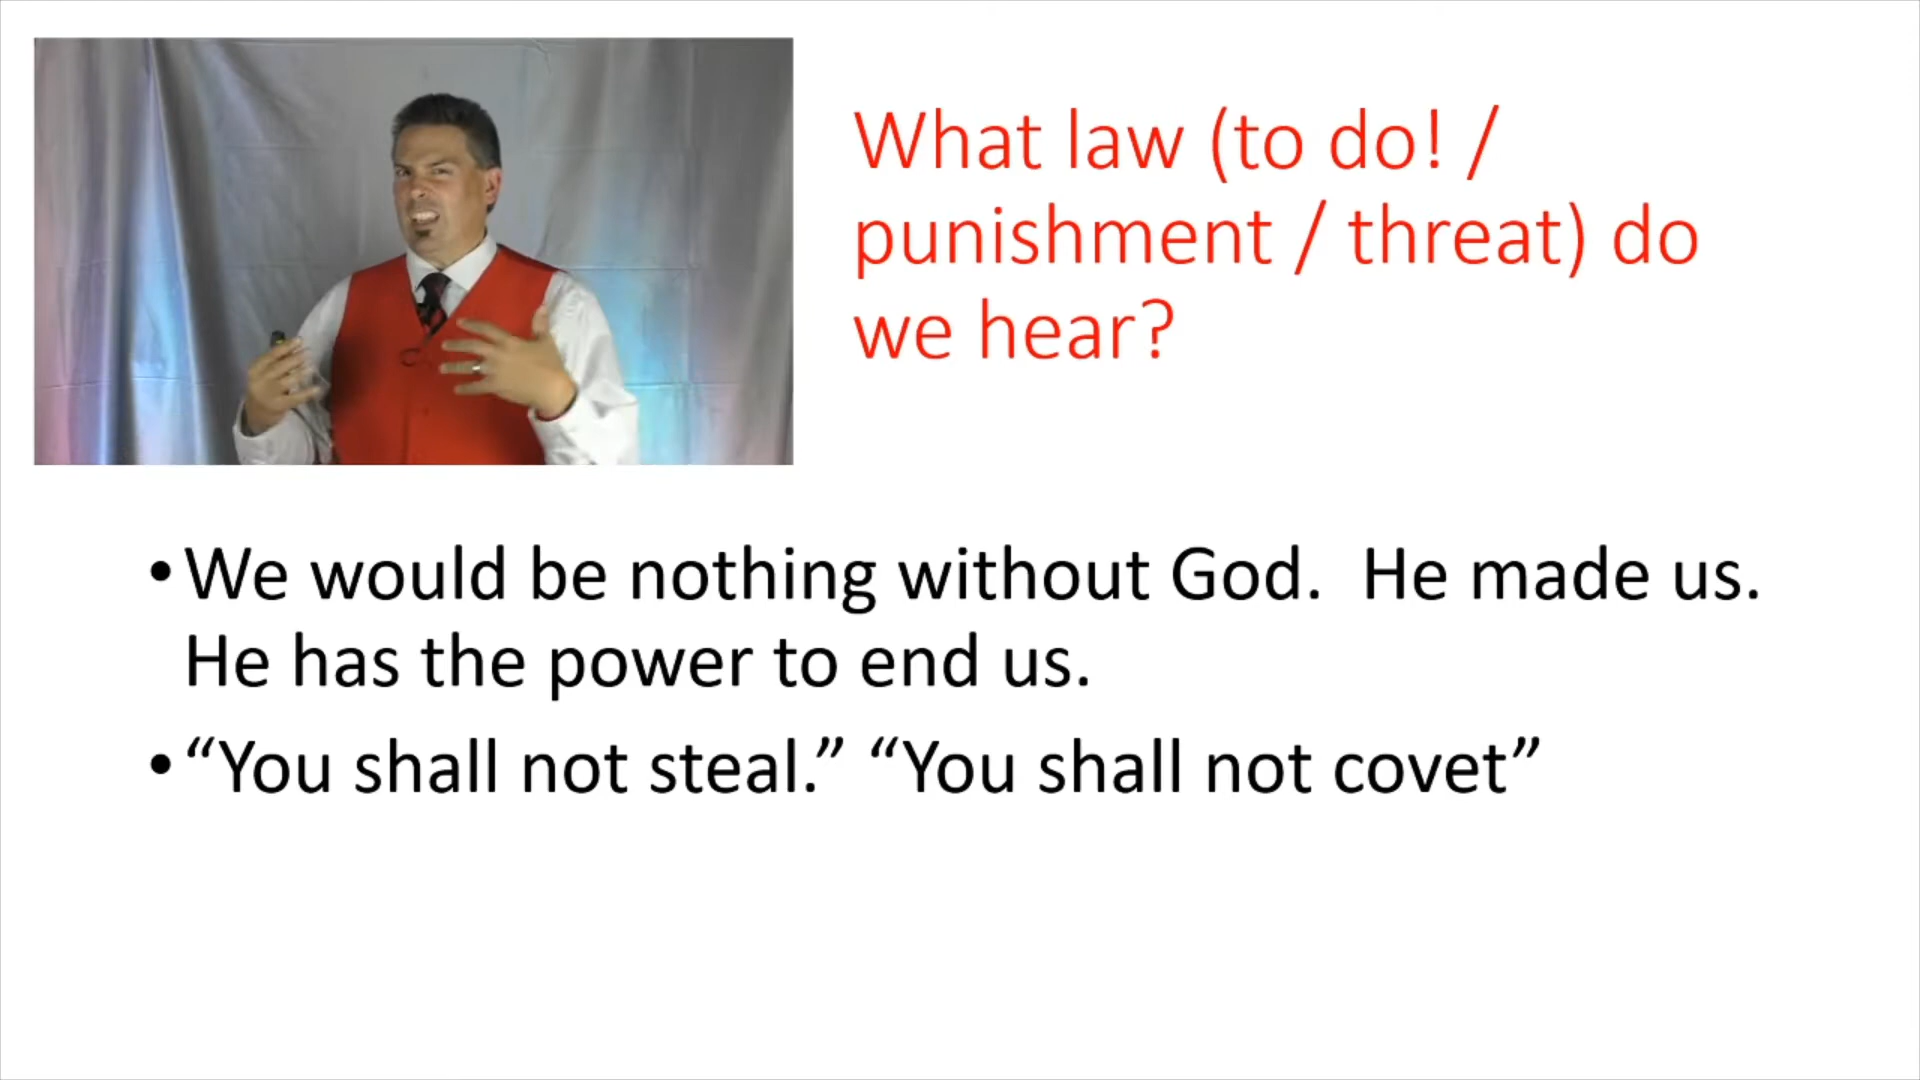 What law (to do! /
punishment / threat) do
we hear?
• We would be nothing without God.  He made us.
He has the power to end us.
• “You shall not steal.” “You shall not covet”